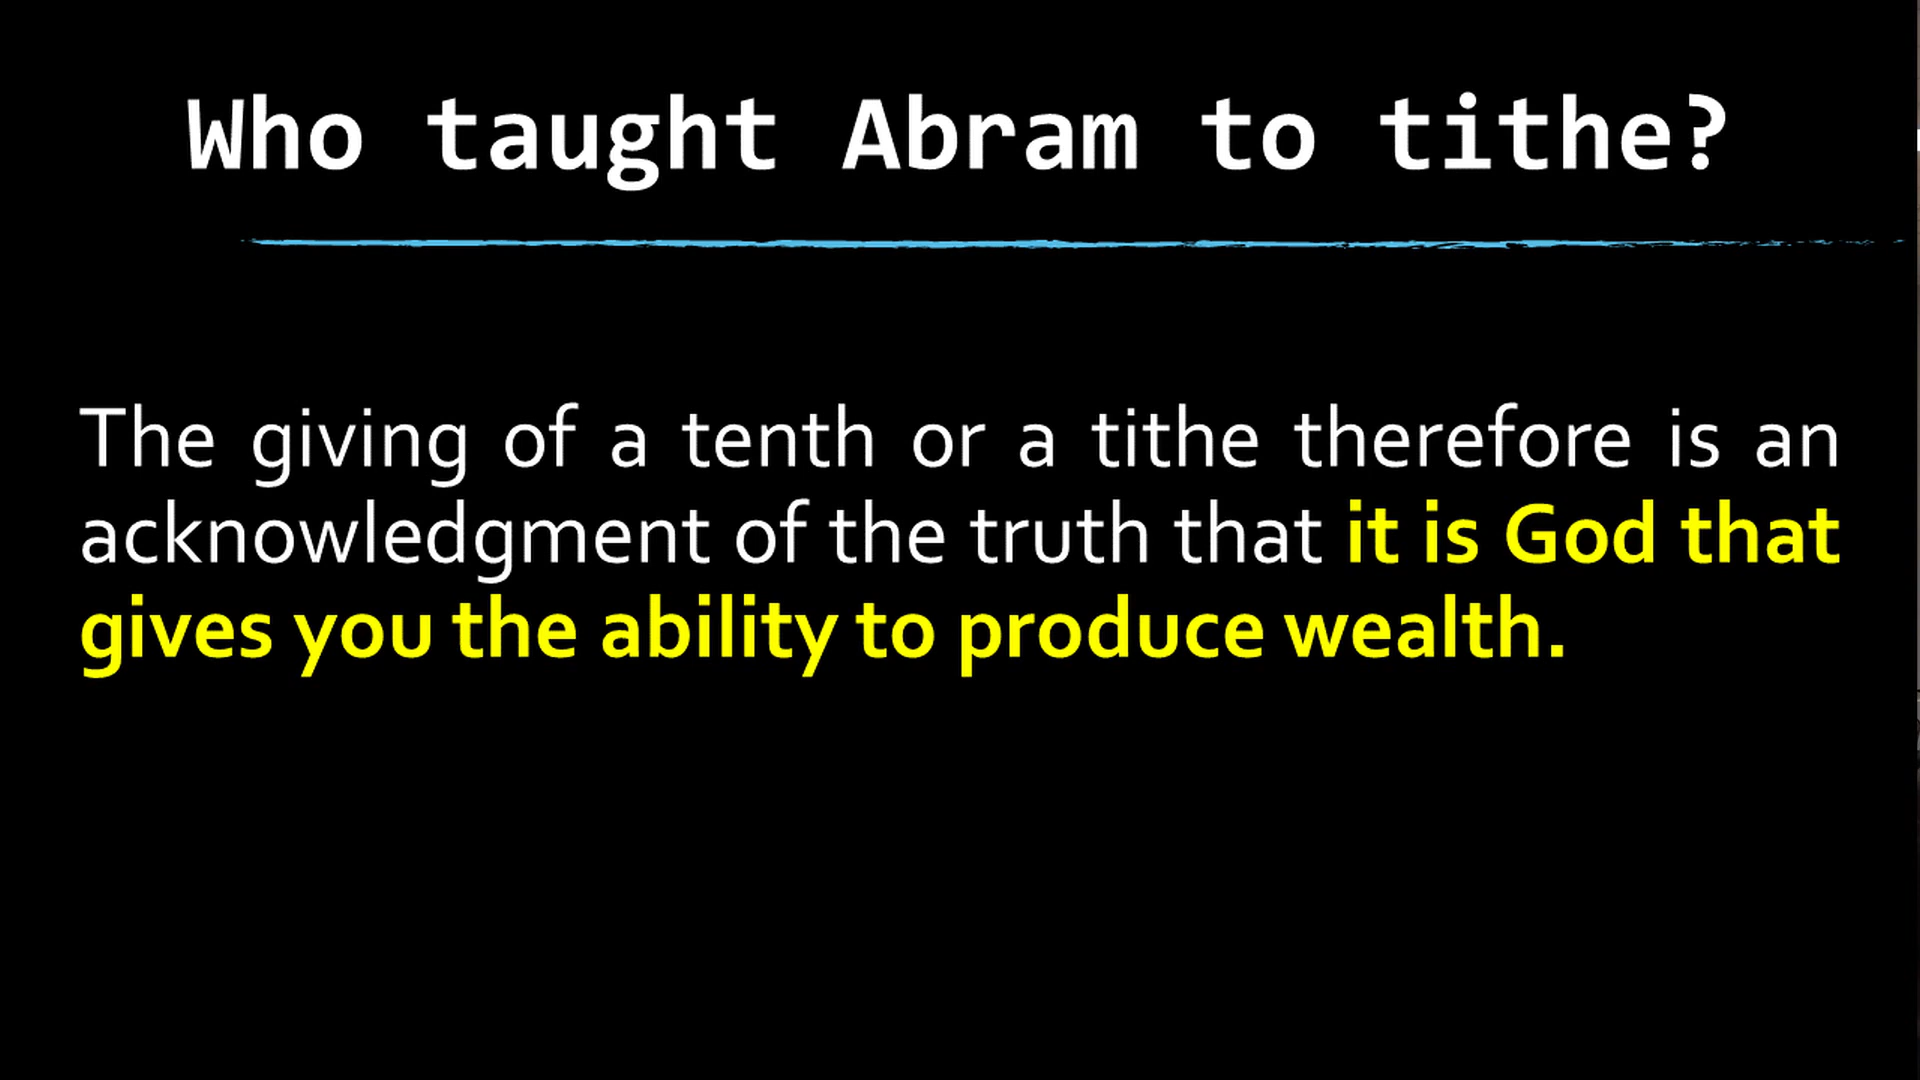 Who taught Abram to tithe?
The giving of a tenth or a tithe therefore is an
acknowledgment of the truth that it is God that
gives you the ability to produce wealth.